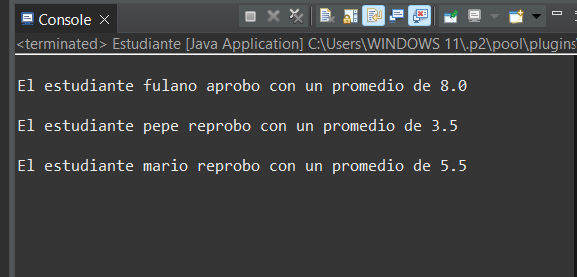 Console
<terminated> Estudiante [Java Application] C:\Users\WINDOWS 11\.p2\pool\plugins\
El estudiante fulano aprobo con un promedio de 8.0
El estudiante pepe reprobo con un promedio de 3.5
El estudiante mario reprobo con un promedio de 5.5